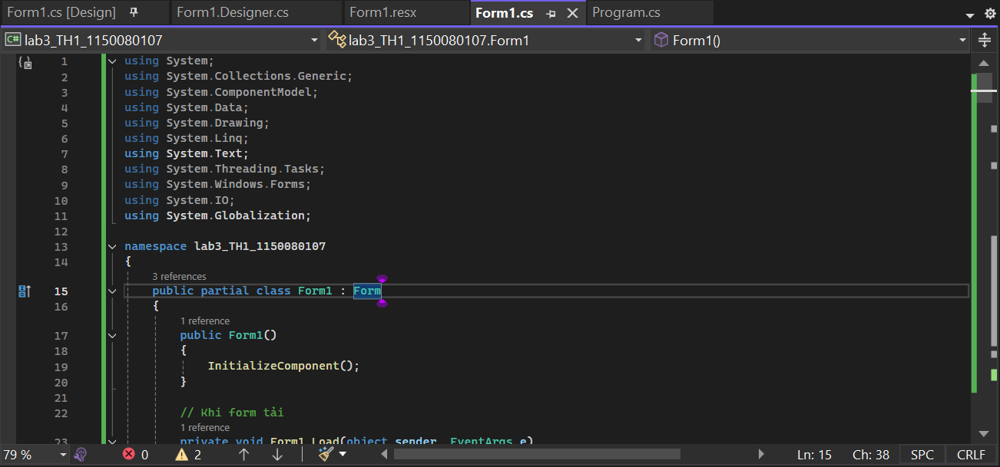 Form1.cs [Design] Form1.Designer.cs Form1.resx Form1.cs Program.cs
C# lab3_TH1_1150080107 lab3_TH1_1150080107.Form1 Form1()
1 using System;
2 using System.Collections.Generic;
3 using System.ComponentModel;
4 using System.Data;
5 using System.Drawing;
6 using System.Linq;
7 using System.Text;
8 using System.Threading.Tasks;
9 using System.Windows.Forms;
10 using System.IO;
11 using System.Globalization;
12
13 namespace lab3_TH1_1150080107
14 {
3 references
15 public partial class Form1 : Form
16 {
1 reference
17 public Form1()
18 {
19 InitializeComponent();
20 }
21
22 // Khi form tải
1 reference
23 private void Form1_Load(object sender, EventArgs e)
79 % 0 2 Ln: 15 Ch: 38 SPC CRLF